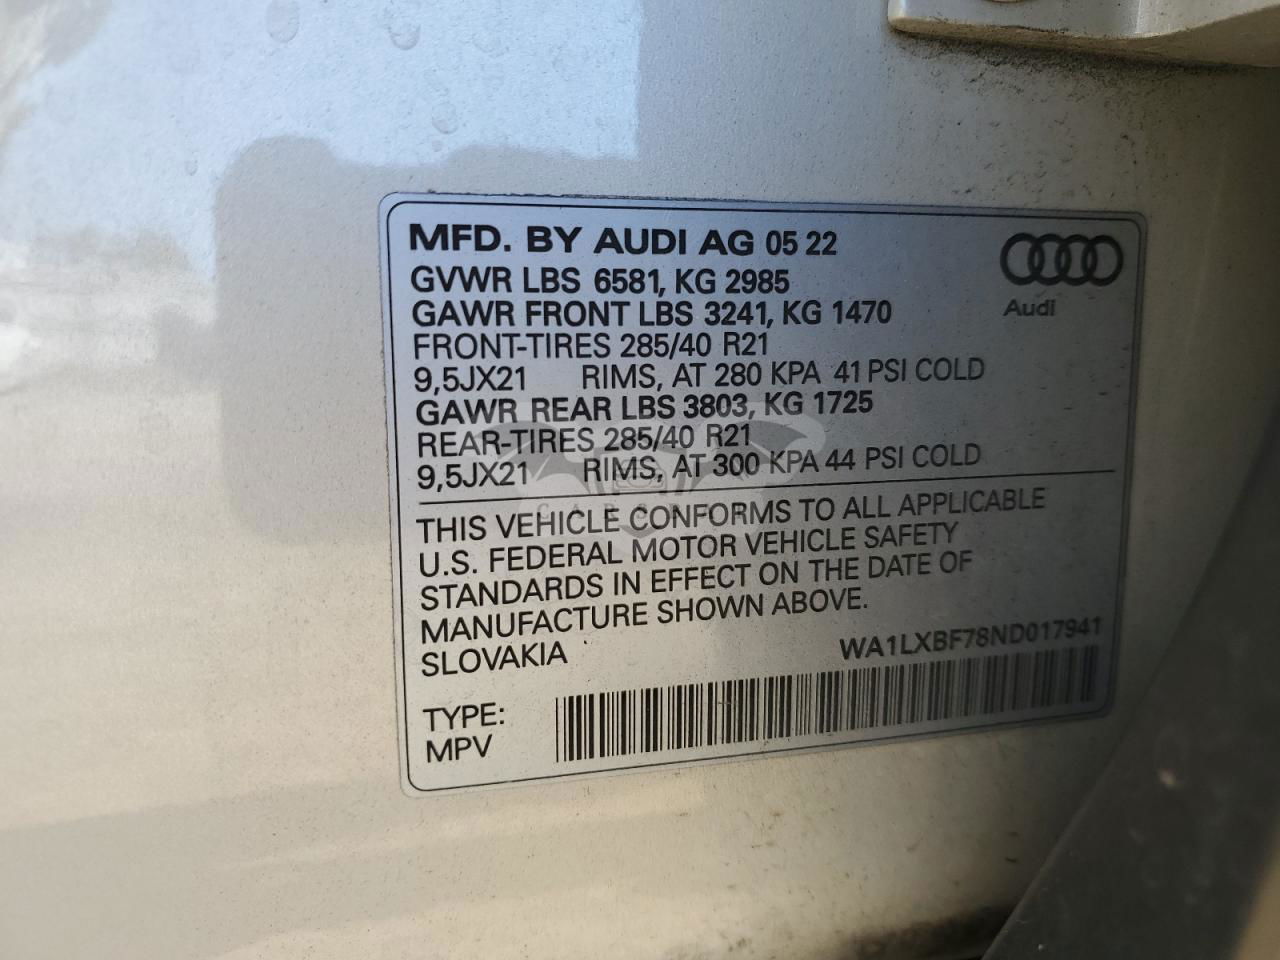 MFD. BY AUDI AG 05 22
GVWR LBS 6581, KG 2985
GAWR FRONT LBS 3241, KG 1470
FRONT-TIRES 285/40 R21
9,5JX21 RIMS, AT 280 KPA 41 PSI COLD
GAWR REAR LBS 3803, KG 1725
REAR-TIRES 285/40 R21
9,5JX21 RIMS, AT 300 KPA 44 PSI COLD
Audi
THIS VEHICLE CONFORMS TO ALL APPLICABLE
U.S. FEDERAL MOTOR VEHICLE SAFETY
STANDARDS IN EFFECT ON THE DATE OF
MANUFACTURE SHOWN ABOVE.
SLOVAKIA
WA1LXBF78ND017941
TYPE:
MPV